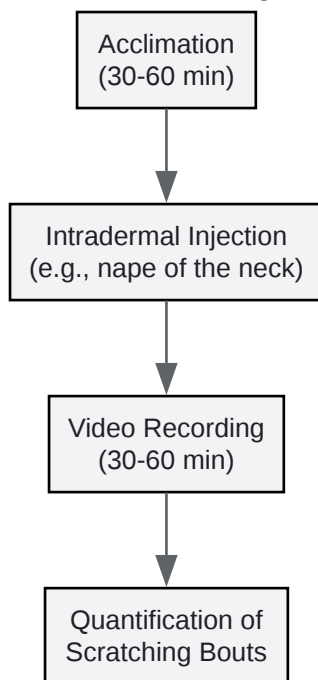 Acclimation
(30-60 min)
Intradermal Injection
(e.g., nape of the neck)
Video Recording
(30-60 min)
Quantification of
Scratching Bouts